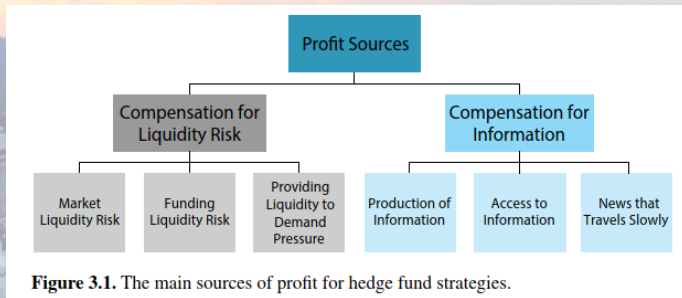 Profit Sources
Compensation for
Liquidity Risk
Compensation for
Information
Market
Liquidity Risk
Funding
Liquidity Risk
Providing
Liquidity to
Demand
Pressure
Production of
Information
Access to
Information
News that
Travels Slowly
Figure 3.1. The main sources of profit for hedge fund strategies.